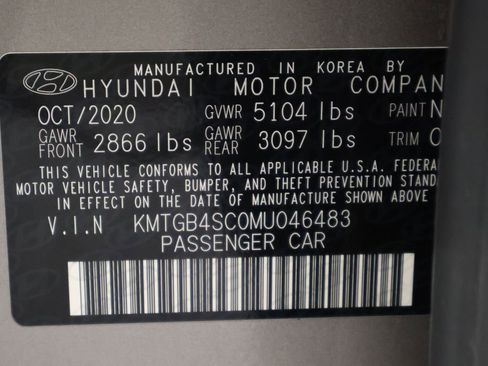 MANUFACTURED IN KOREA BY
HYUNDAI MOTOR COMPAN
OCT/2020 GVWR 5104 lbs PAINT N
GAWR FRONT 2866 lbs GAWR REAR 3097 lbs TRIM
THIS VEHICLE CONFORMS TO ALL APPLICABLE U.S.A. FEDERAL
MOTOR VEHICLE SAFETY, BUMPER, AND THEFT PREVENTION STANDA
IN EFFECT ON THE DATE OF MANUFACTURE SHOWN ABOVE
V.I.N KMTGB4SC0MU046483
PASSENGER CAR